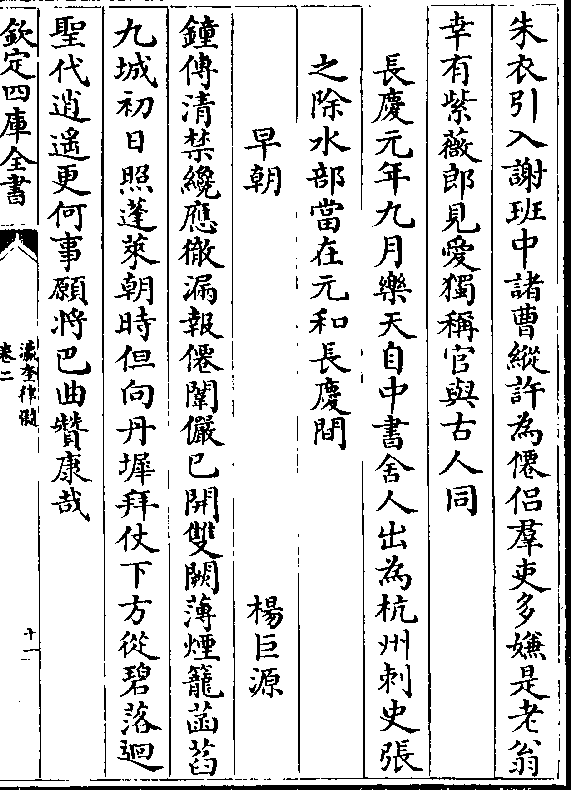 朱衣引入謝班中諸曹縱許為僊侣羣吏多嫌是老翁
幸有紫薇郎見愛獨稱官與古人同
長慶元年九月樂天自中書舍人出為杭州刺史張
之除水部當在元和長慶間
早朝 楊巨源
鐘傳清禁纔應徹漏報僊闈儼已開雙闕薄煙籠菡萏
九城初日照蓬萊朝時但向丹墀拜仗下方從碧落迴
聖代逍遥更何事願將巴曲贊康哉
欽定四庫全書
瀛奎律髓
卷二
十一